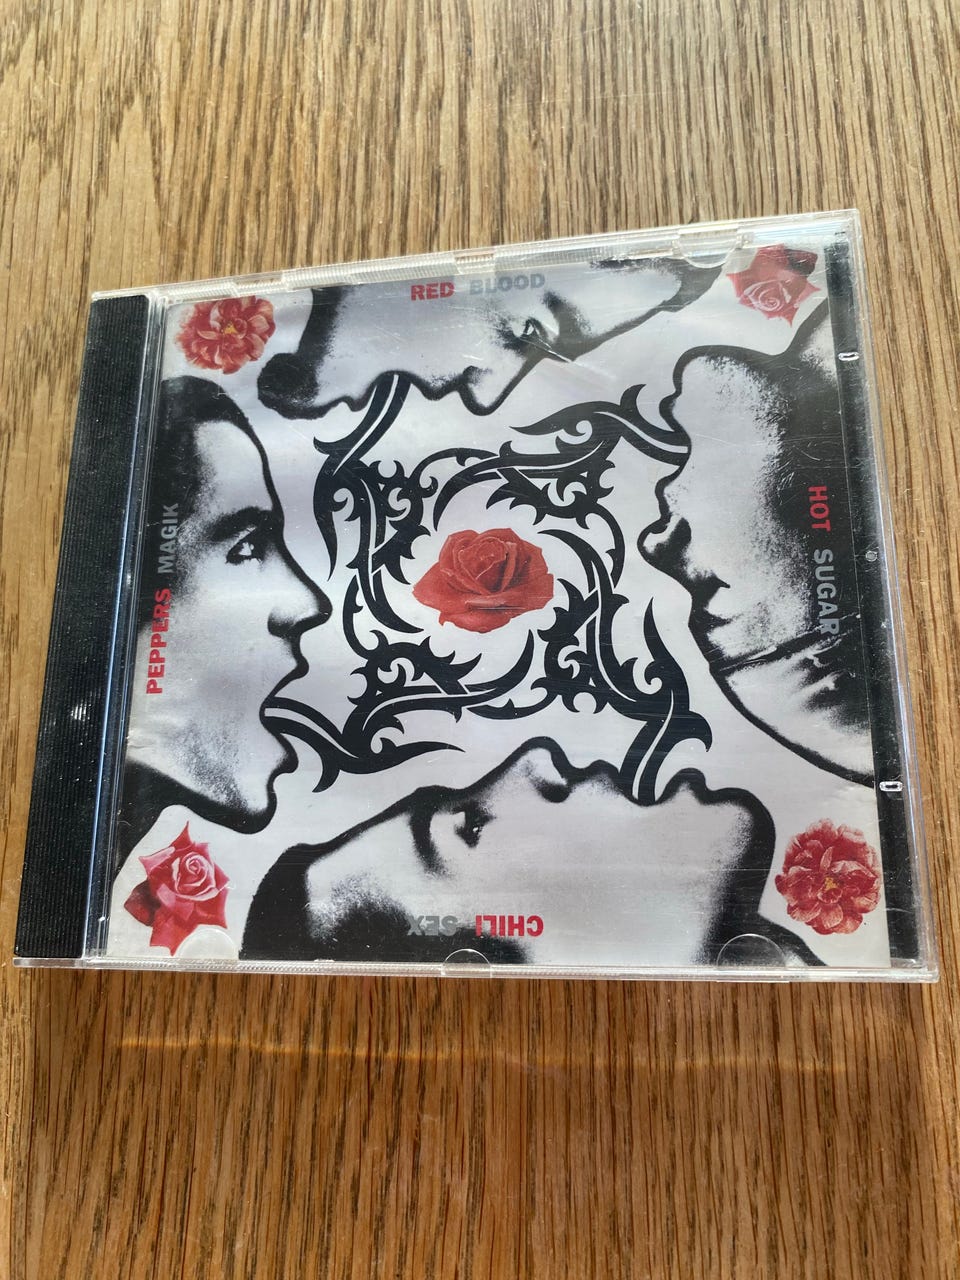 RED BLOOD
HOT SUGAR
CHILI SEX
PEPPERS MAGIK